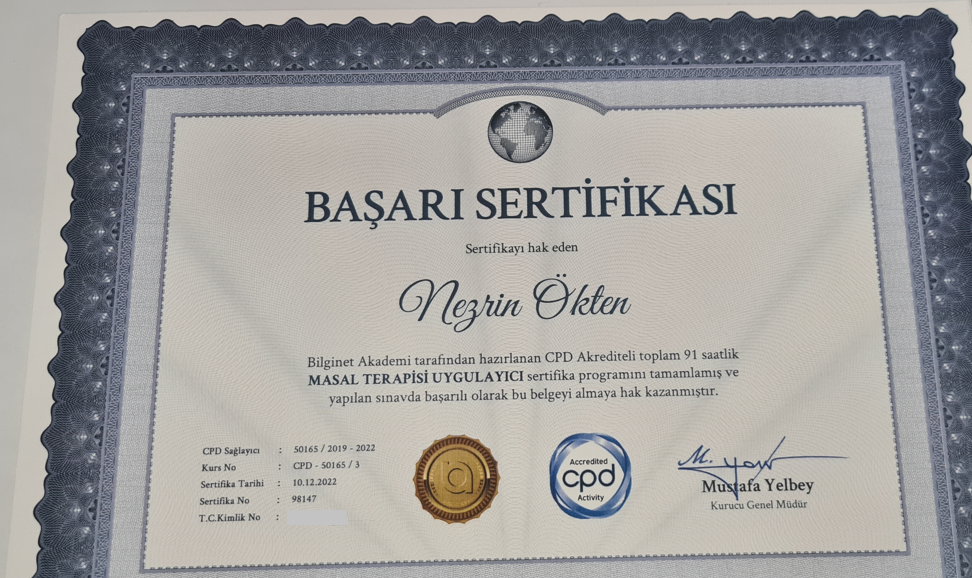 BAŞARI SERTİFİKASI
Sertifikayı hak eden
Nezrin Ökten
Bilginet Akademi tarafından hazırlanan CPD Akrediteli toplam 91 saatlik
MASAL TERAPİSİ UYGULAYICI sertifika programını tamamlamış ve
yapılan sınavda başarılı olarak bu belgeyi almaya hak kazanmıştır.
CPD Sağlayıcı : 50165 / 2019 - 2022
Kurs No : CPD - 50165 / 3
Sertifika Tarihi : 10.12.2022
Sertifika No : 98147
T.C.Kimlik No :
a
Accredited
cpd
Activity
Mustafa Yelbey
Kurucu Genel Müdür